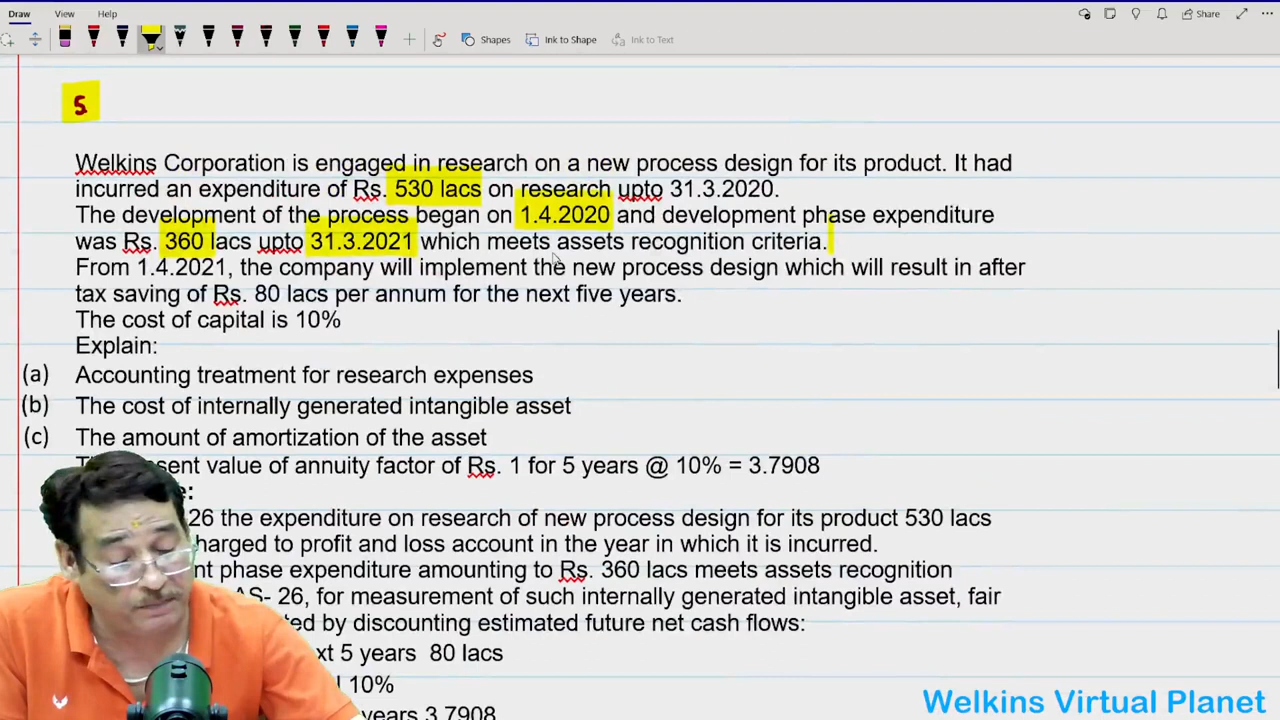 Draw View Help
Shapes Ink to Shape Ink to Text Share
5
Welkins Corporation is engaged in research on a new process design for its product. It had
incurred an expenditure of Rs. 530 lacs on research upto 31.3.2020.
The development of the process began on 1.4.2020 and development phase expenditure
was Rs. 360 lacs upto 31.3.2021 which meets assets recognition criteria.
From 1.4.2021, the company will implement the new process design which will result in after
tax saving of Rs. 80 lacs per annum for the next five years.
The cost of capital is 10%
Explain:
(a) Accounting treatment for research expenses
(b) The cost of internally generated intangible asset
(c) The amount of amortization of the asset
value of annuity factor of Rs. 1 for 5 years @ 10% = 3.7908
26 the expenditure on research of new process design for its product 530 lacs
to profit and loss account in the year in which it is incurred.
phase expenditure amounting to Rs. 360 lacs meets assets recognition
AS- 26, for measurement of such internally generated intangible asset, fair
by discounting estimated future net cash flows:
5 years 80 lacs
10%
years 3.7908
Welkins Virtual Planet